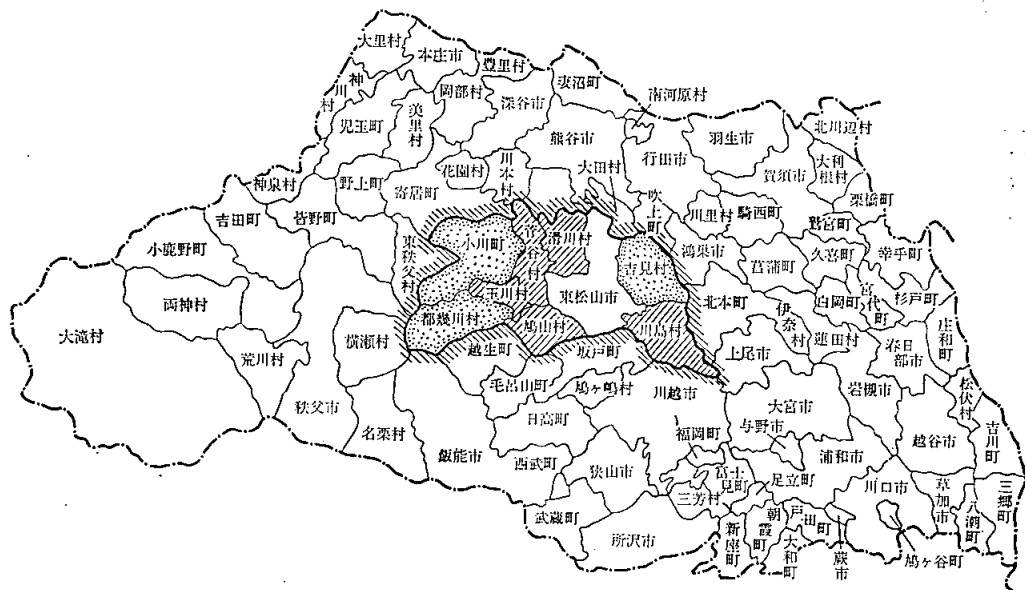 大里村
本庄市
豊里村
妻沼町
南河原村
神川村
岡部村
深谷市
羽生市
北川辺村
児玉町
美里村
熊谷市
行田市
加須市
大利根村
大田村
花園村
川本村
栗橋町
神泉村
野上町
寄居町
吹上町
川里村
騎西町
鷲宮町
吉田町
皆野町
東秩父村
小川町
滑川村
鴻巣市
菖蒲町
久喜町
幸手町
小鹿野町
吉見村
玉川村
東松山市
北本町
白岡町
宮代町
杉戸町
両神村
都幾川村
伊奈村
蓮田村
春日部市
庄和町
大滝村
横瀬村
鳩山村
川島村
上尾市
荒川村
越生町
坂戸町
岩槻市
松伏村
毛呂山町
鳩ヶ嶋村
川越市
大宮市
吉川町
秩父市
日高町
与野市
越谷市
名栗村
福岡町
浦和市
飯能市
西武町
狭山市
富士見町
足立町
川口市
草加市
八潮町
三郷町
三芳村
武蔵町
所沢市
新座町
朝霞町
大和町
戸田町
蕨市
鳩ヶ谷町